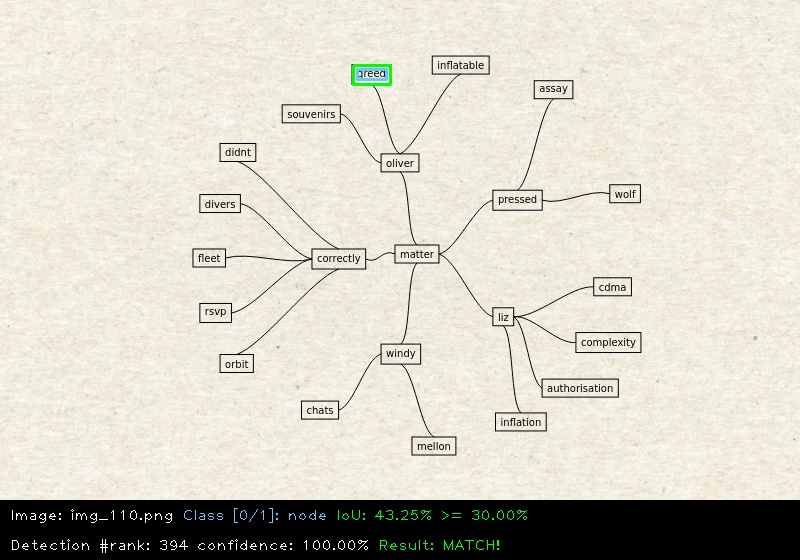 greed
inflatable
assay
souvenirs
didnt
oliver
wolf
pressed
divers
fleet
correctly
matter
cdma
rsvp
liz
complexity
windy
orbit
authorisation
chats
inflation
mellon
Image: img_110.png Class [0/1]: node IoU: 43.25% >= 30.00%
Detection #rank: 394 confidence: 100.00% Result: MATCH!